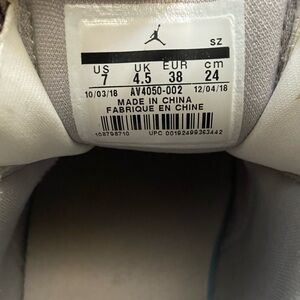 SZ
US UK EUR cm
7 4.5 38 24
10/03/18 AV4050-002 12/04/18
MADE IN CHINA
FABRIQUE EN CHINE
108798710 UPC 00192499363442